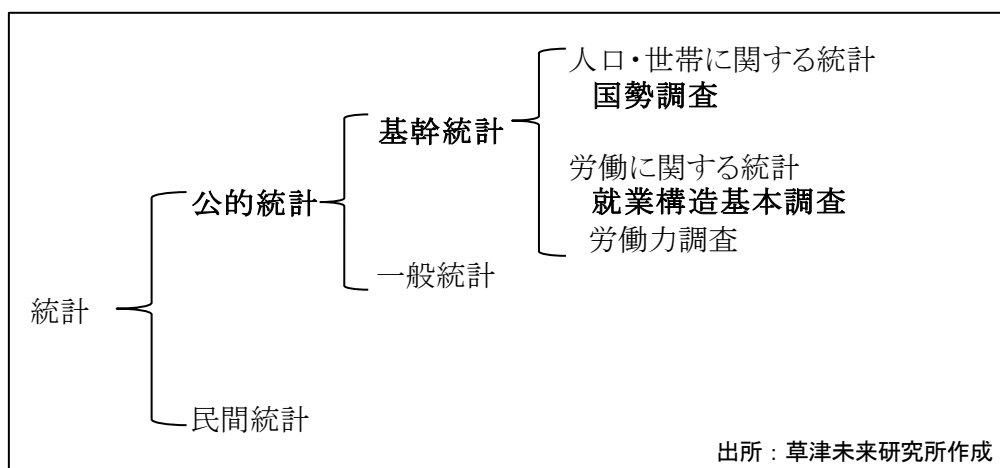 統計
公的統計
民間統計
基幹統計
一般統計
人口・世帯に関する統計
国勢調査
労働に関する統計
就業構造基本調査
労働力調査
出所：草津未来研究所作成